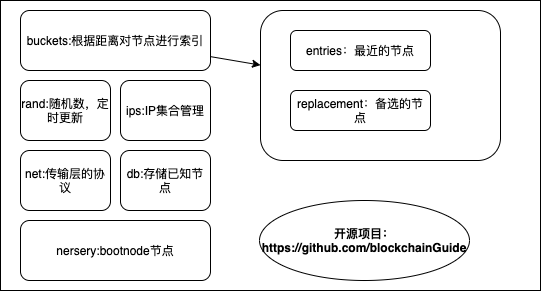 buckets:根据距离对节点进行索引
entries：最近的节点
rand:随机数，定
时更新
ips:IP集合管理
replacement：备选的节
点
net:传输层的协
议
db:存储已知节
点
nersery:bootnode节点
开源项目：
https://github.com/blockchainGuide